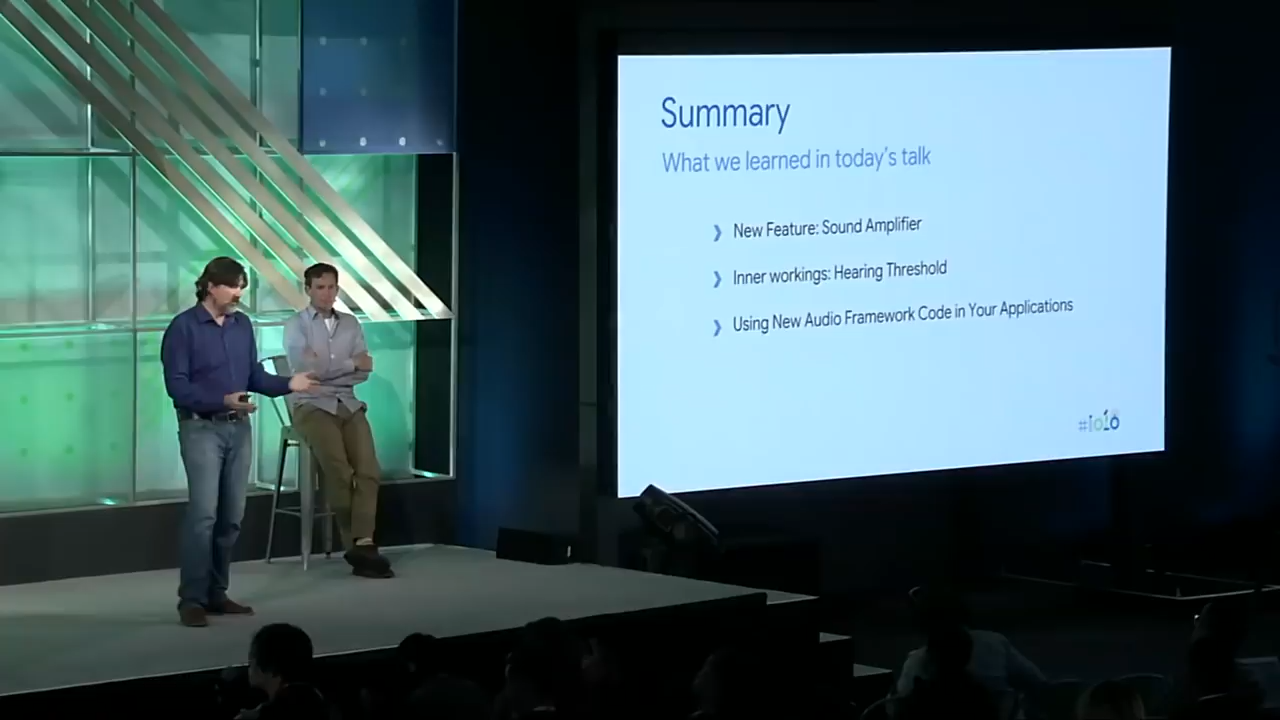 Summary
What we learned in today's talk
❯ New Feature: Sound Amplifier
❯ Inner workings: Hearing Threshold
❯ Using New Audio Framework Code in Your Applications
#io18